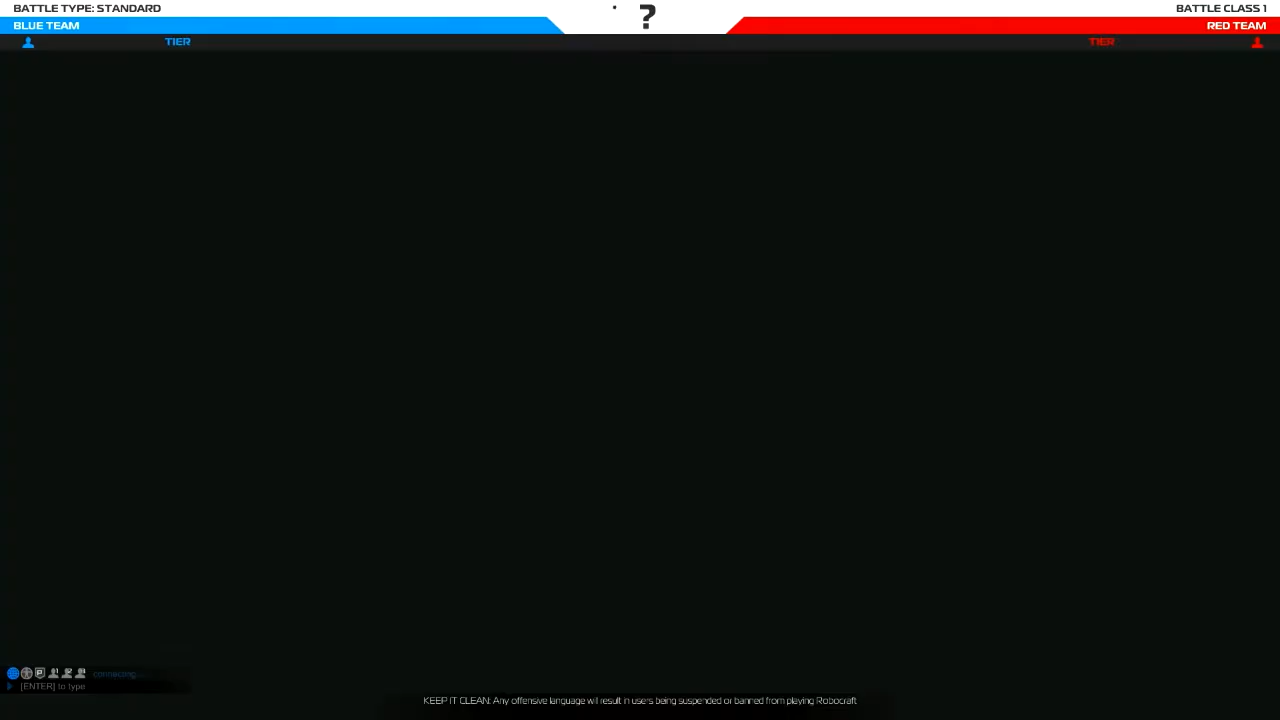 BATTLE TYPE: STANDARD
?
BATTLE CLASS 1
BLUE TEAM
RED TEAM
TIER
TIER
connecting...
[ENTER] to type
KEEP IT CLEAN: Any offensive language will result in users being suspended or banned from playing Robocraft